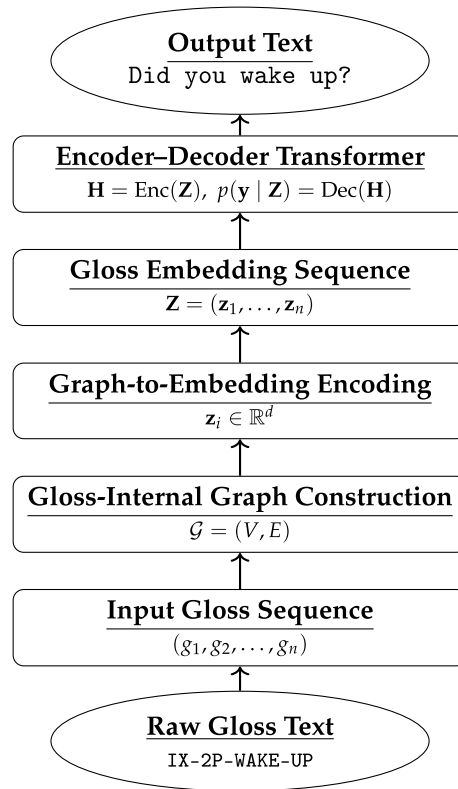 Output Text
Did you wake up?
Encoder–Decoder Transformer
H = Enc(Z), p(y | Z) = Dec(H)
Gloss Embedding Sequence
Z = (z₁, . . . , zₙ)
Graph-to-Embedding Encoding
zᵢ ∈ ℝᵈ
Gloss-Internal Graph Construction
𝒢 = (V, E)
Input Gloss Sequence
(g₁, g₂, . . . , gₙ)
Raw Gloss Text
IX-2P-WAKE-UP